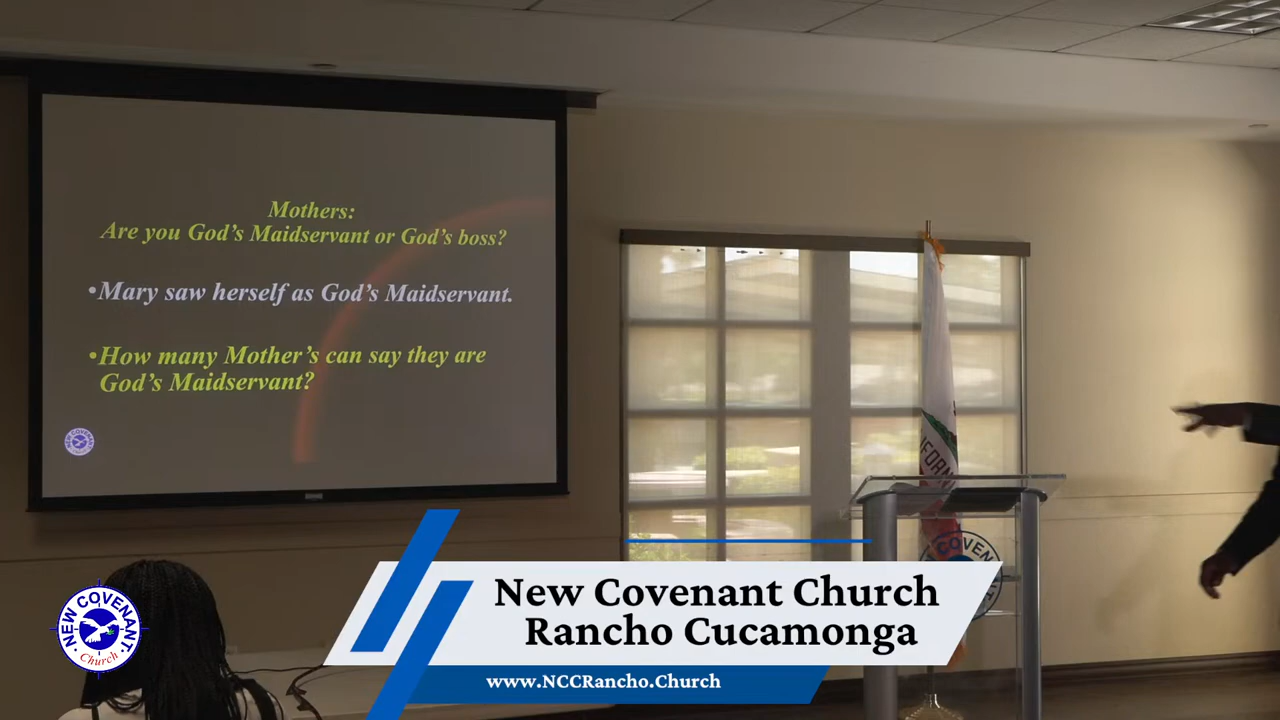 Mothers:
Are you God's Maidservant or God's boss?
•Mary saw herself as God's Maidservant.
•How many Mother's can say they are
God's Maidservant?
NEW COVENANT
Church
New Covenant Church
Rancho Cucamonga
www.NCCRancho.Church
COVEN